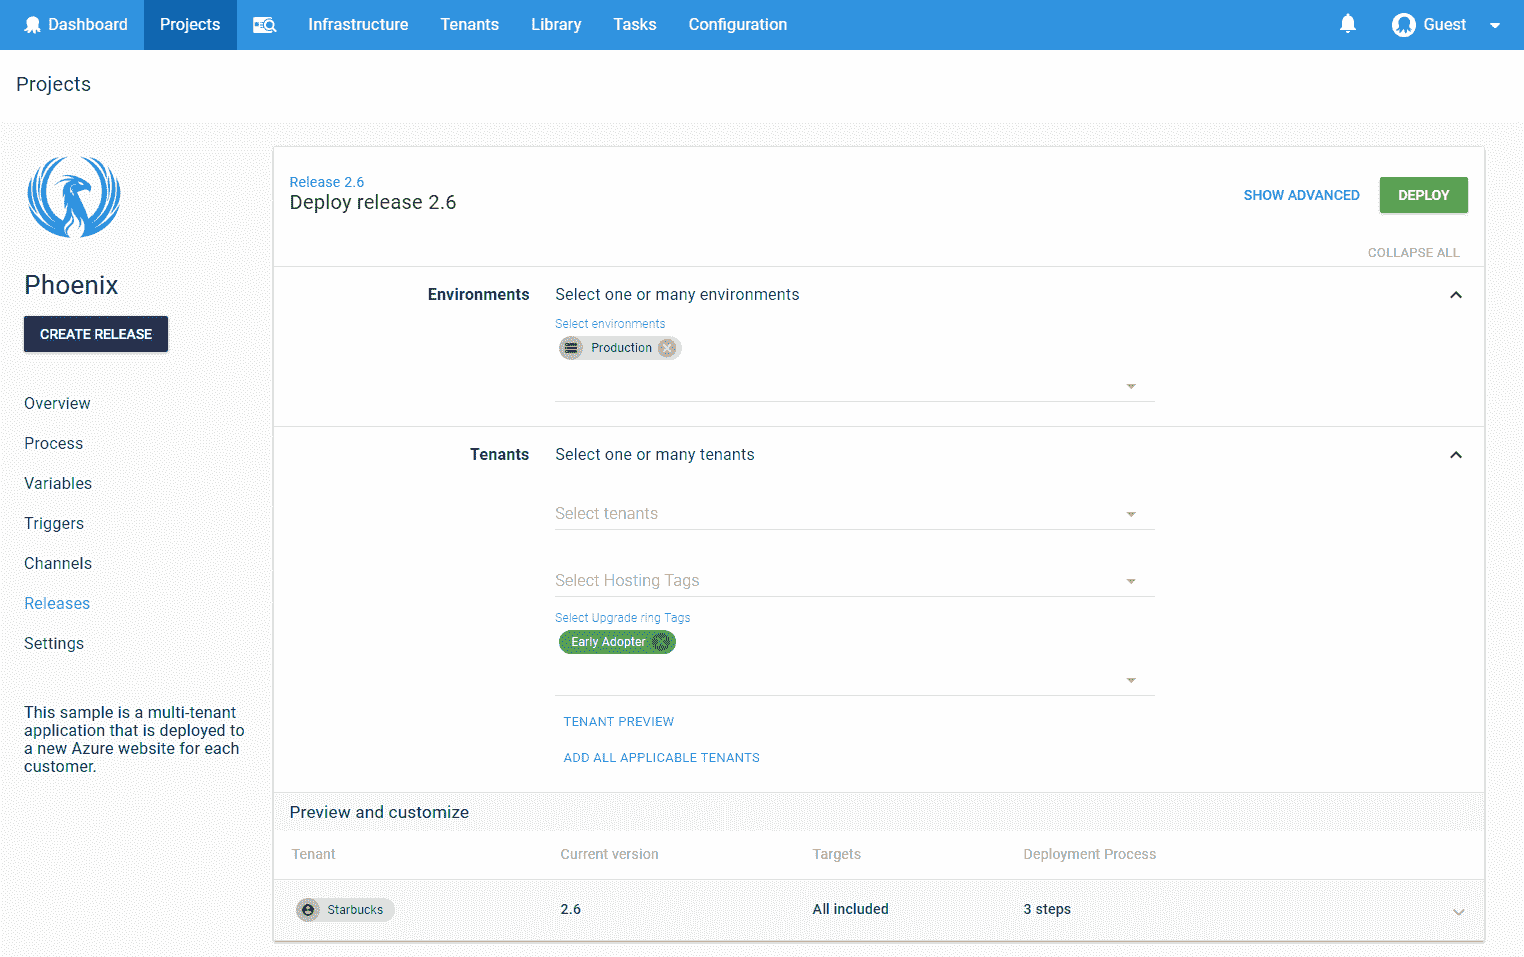 Dashboard Projects Infrastructure Tenants Library Tasks Configuration Guest
Projects
Phoenix
CREATE RELEASE
Overview
Process
Variables
Triggers
Channels
Releases
Settings
This sample is a multi-tenant
application that is deployed to
a new Azure website for each
customer.
Release 2.6
Deploy release 2.6
SHOW ADVANCED DEPLOY
COLLAPSE ALL
Environments Select one or many environments
Select environments
Production
Tenants Select one or many tenants
Select tenants
Select Hosting Tags
Select Upgrade ring Tags
Early Adopter
TENANT PREVIEW
ADD ALL APPLICABLE TENANTS
Preview and customize
Tenant Current version Targets Deployment Process
Starbucks 2.6 All included 3 steps